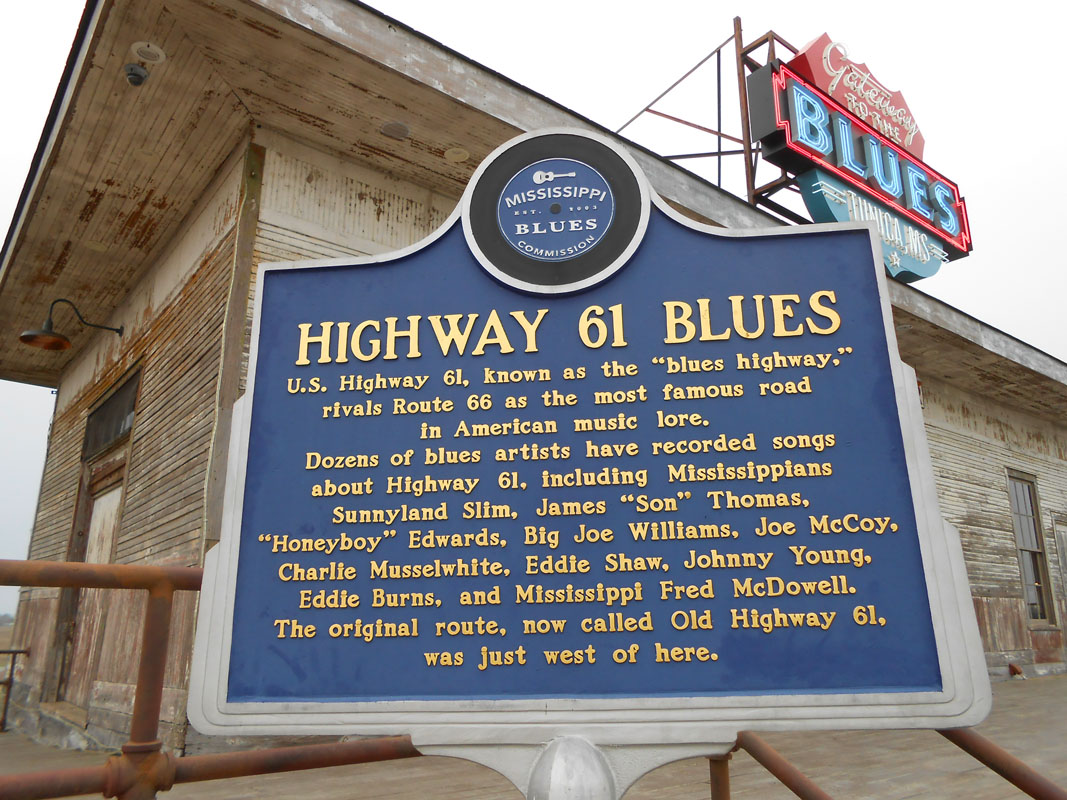 Gateway
TO THE
BLUES
TUNICA, MS
MISSISSIPPI
EST. 2003
BLUES
COMMISSION
HIGHWAY 61 BLUES
U.S. Highway 61, known as the “blues highway,”
rivals Route 66 as the most famous road
in American music lore.
Dozens of blues artists have recorded songs
about Highway 61, including Mississippians
Sunnyland Slim, James “Son” Thomas,
“Honeyboy” Edwards, Big Joe Williams, Joe McCoy,
Charlie Musselwhite, Eddie Shaw, Johnny Young,
Eddie Burns, and Mississippi Fred McDowell.
The original route, now called Old Highway 61,
was just west of here.